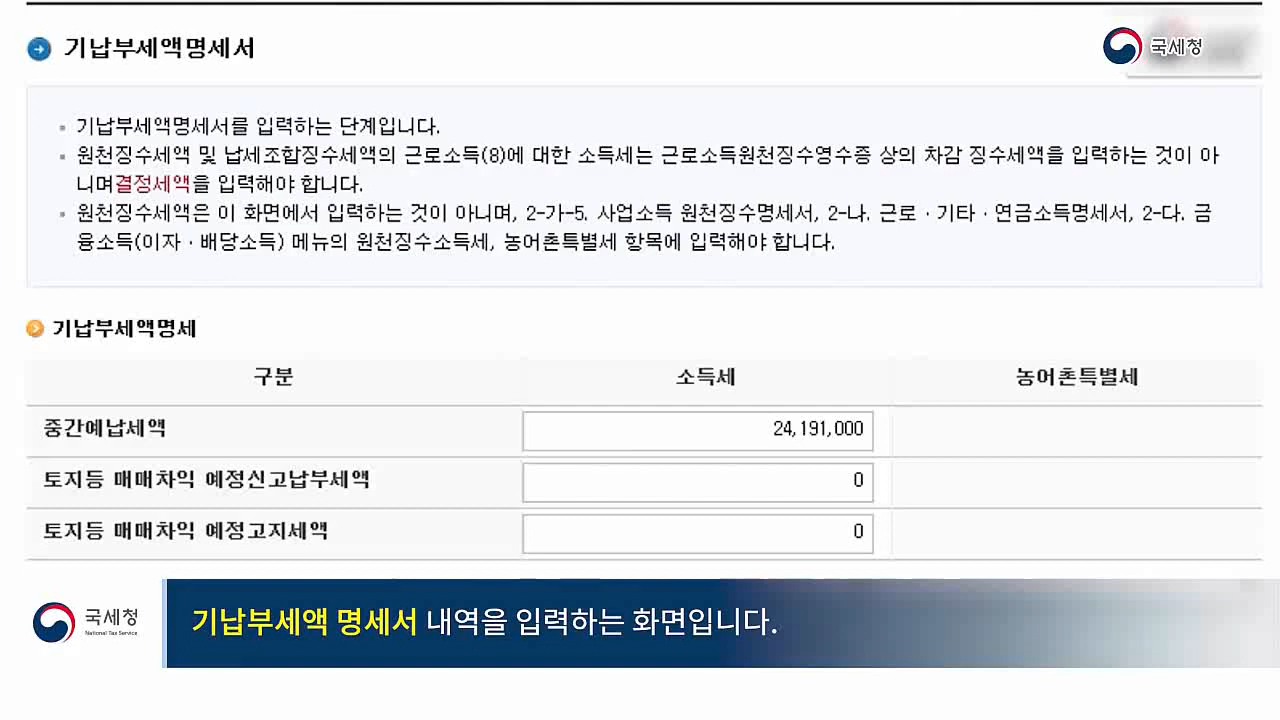 기납부세액명세서
국세청
기납부세액명세서를 입력하는 단계입니다.
원천징수세액 및 납세조합징수세액의 근로소득(8)에 대한 소득세는 근로소득원천징수영수증 상의 차감 징수세액을 입력하는 것이 아
니며결정세액을 입력해야 합니다.
원천징수세액은 이 화면에서 입력하는 것이 아니며, 2-가-5. 사업소득 원천징수명세서, 2-나. 근로 · 기타 · 연금소득명세서, 2-다. 금
융소득(이자 · 배당소득) 메뉴의 원천징수소득세, 농어촌특별세 항목에 입력해야 합니다.
기납부세액명세
구분 소득세 농어촌특별세
중간예납세액 24,191,000
토지등 매매차익 예정신고납부세액 0
토지등 매매차익 예정고지세액 0
국세청
National Tax Service
기납부세액 명세서 내역을 입력하는 화면입니다.